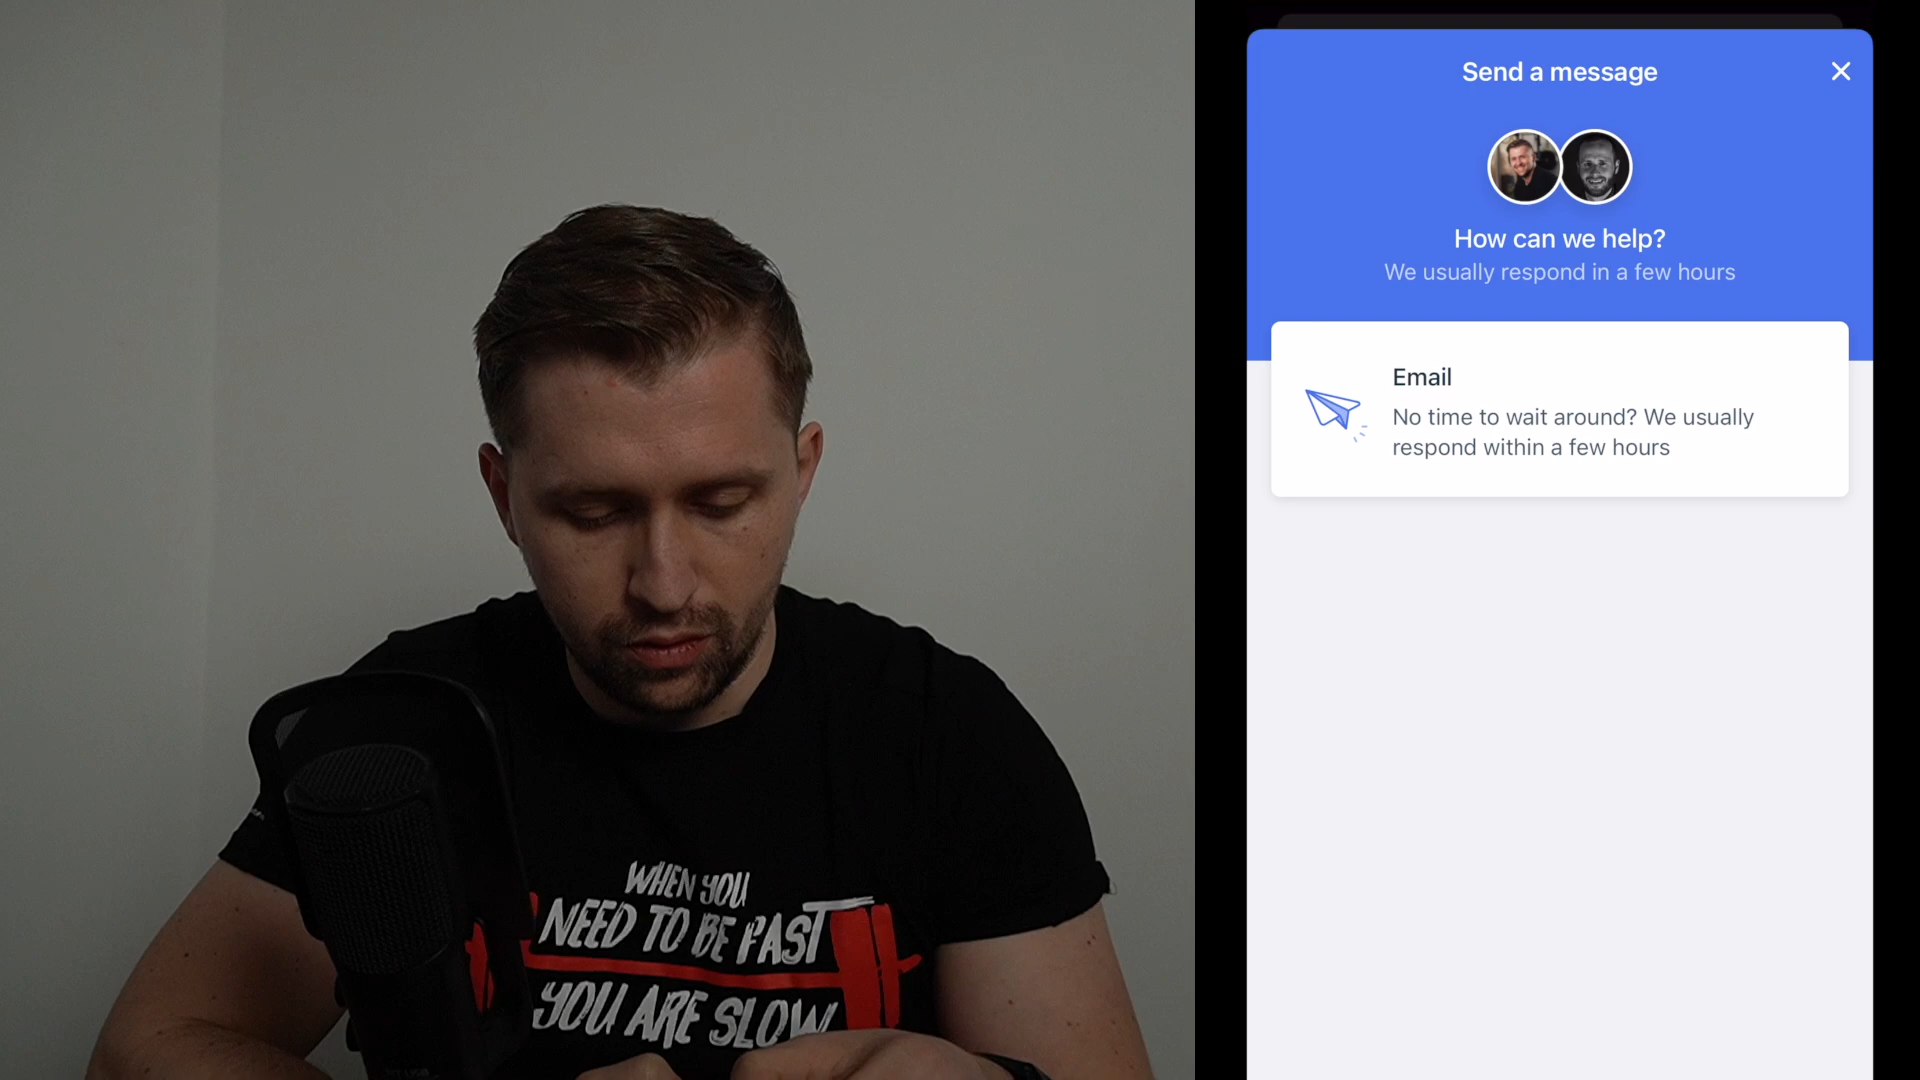 WHEN YOU
NEED TO BE FAST
YOU ARE SLOW
Send a message
How can we help?
We usually respond in a few hours
Email
No time to wait around? We usually
respond within a few hours